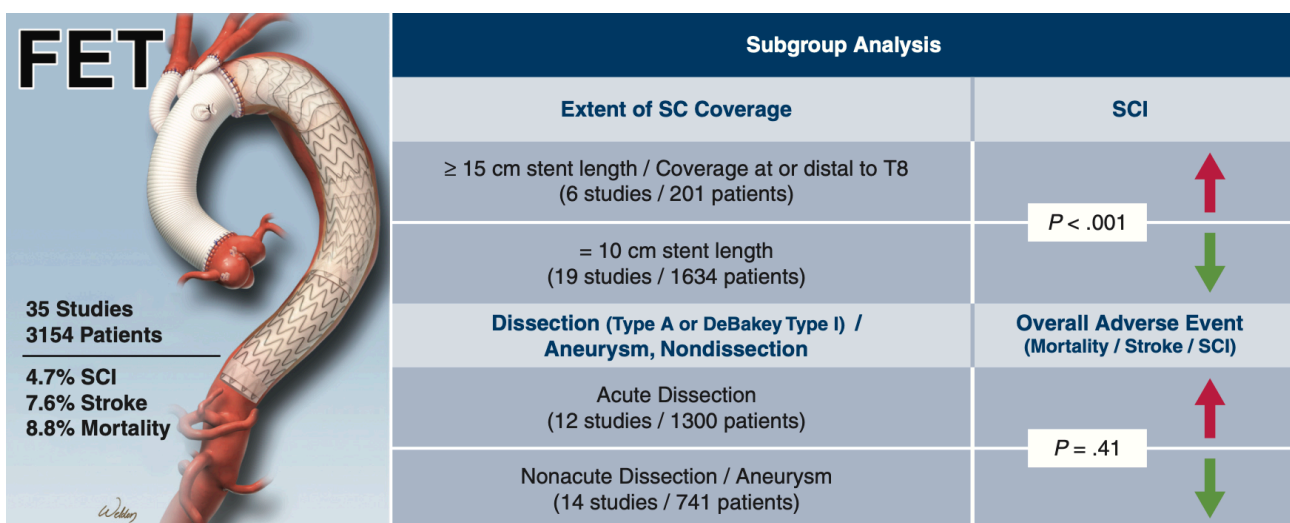 FET
35 Studies
3154 Patients
4.7% SCI
7.6% Stroke
8.8% Mortality
Welden
Subgroup Analysis
Extent of SC Coverage
SCI
≥ 15 cm stent length / Coverage at or distal to T8
(6 studies / 201 patients)
P < .001
= 10 cm stent length
(19 studies / 1634 patients)
Dissection (Type A or DeBakey Type I) /
Aneurysm, Nondissection
Overall Adverse Event
(Mortality / Stroke / SCI)
Acute Dissection
(12 studies / 1300 patients)
P = .41
Nonacute Dissection / Aneurysm
(14 studies / 741 patients)